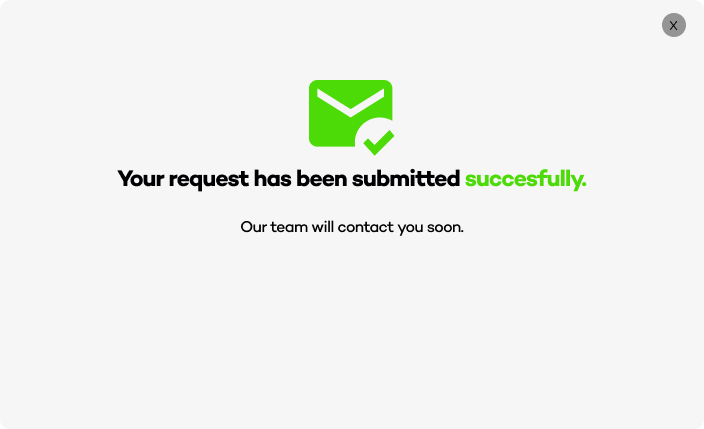 X
Your request has been submitted succesfully.
Our team will contact you soon.